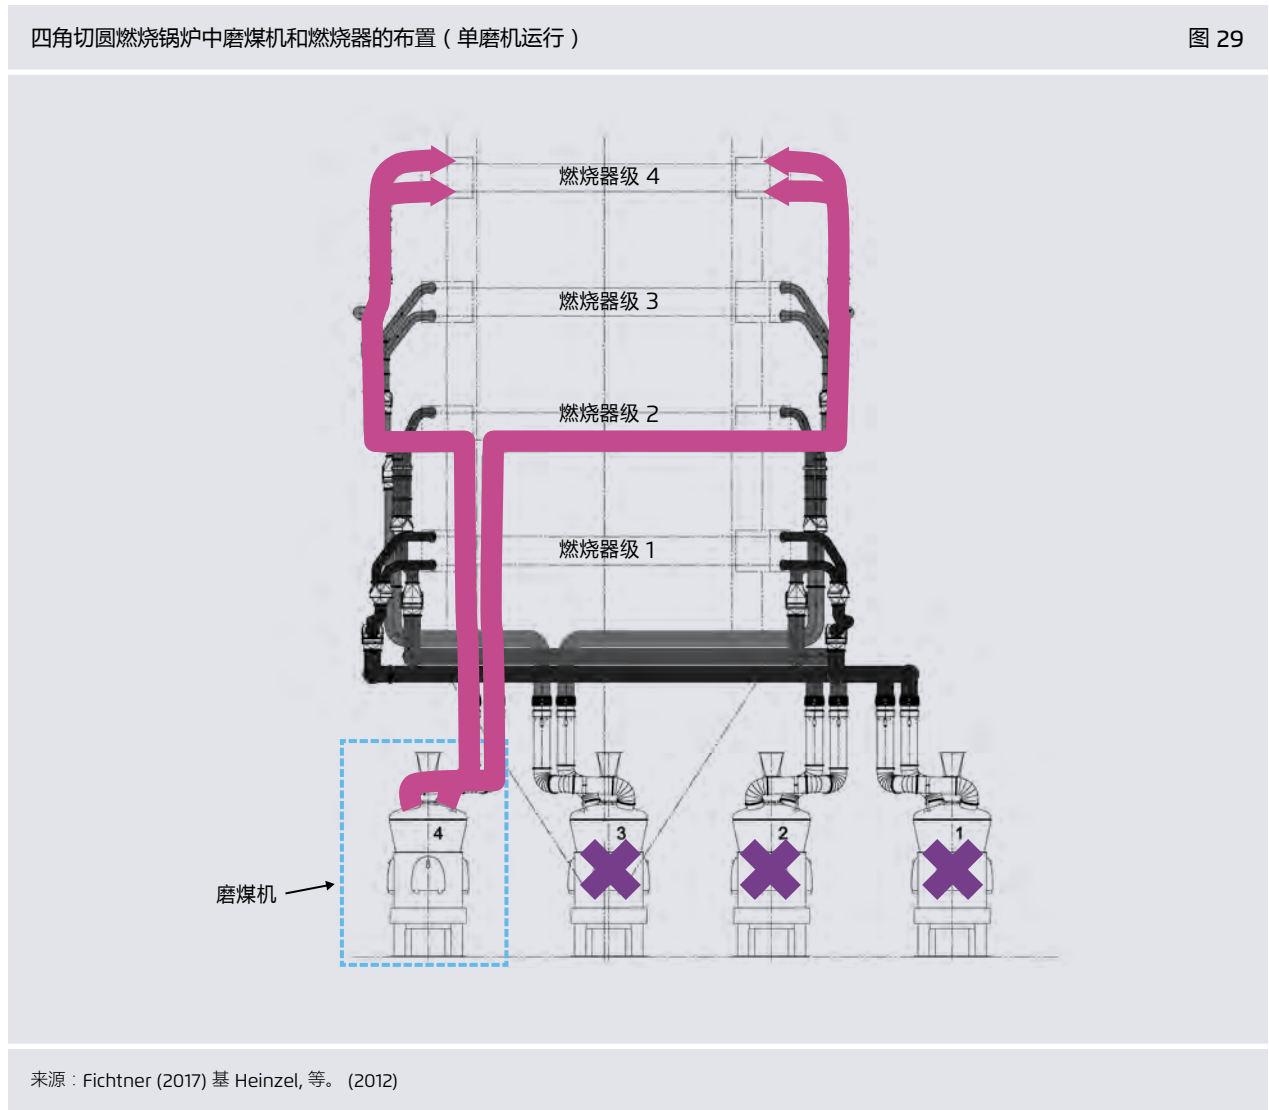 四角切圆燃烧锅炉中磨煤机和燃烧器的布置 ( 单磨机运行 )
图 29
燃烧器级 4
燃烧器级 3
燃烧器级 2
燃烧器级 1
4
3
2
1
磨煤机
来源 : Fichtner (2017) 基 Heinzel, 等。 (2012)